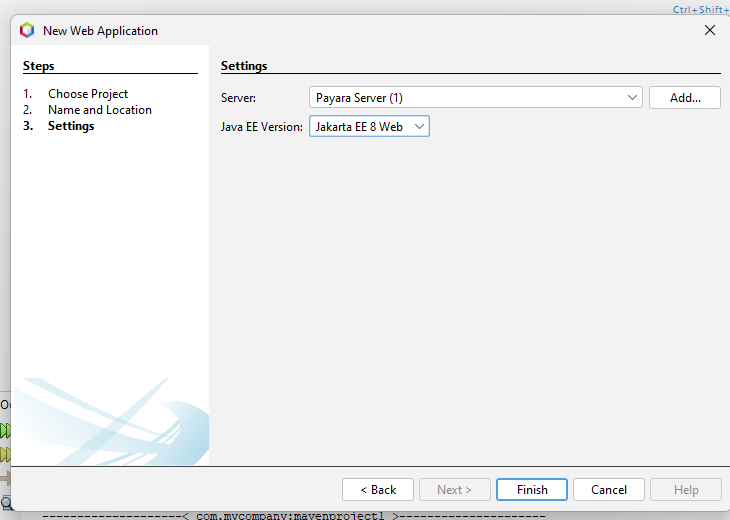 Ctrl+Shift+
New Web Application
Steps
1. Choose Project
2. Name and Location
3. Settings
Settings
Server: Payara Server (1) Add...
Java EE Version: Jakarta EE 8 Web
< Back Next > Finish Cancel Help
--------------------< com.mycompany:mavenproject1 >---------------------